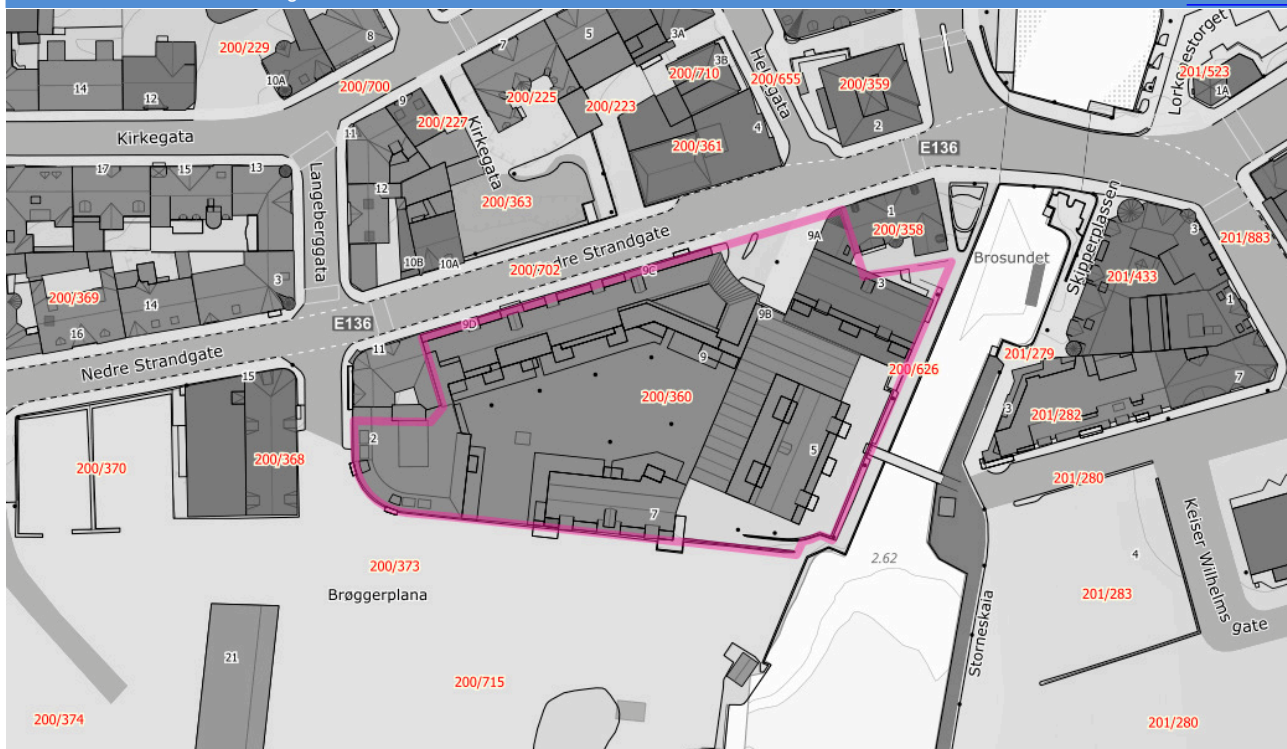 200/229
8
7
5
3A
Lorkenestorget
14
12
10A
200/700
3B
200/710
Hellegata
200/655
200/359
201/523
1A
9
200/225
200/223
Kirkegata
11
200/227
Kirkegata
4
200/361
2
E136
17
15
13
Langeberggata
12
200/363
1
200/358
Skipperplassen
3
201/883
9A
Brosundet
10B
10A
200/702
Nedre Strandgate
9C
3
201/433
200/369
14
3
16
E136
9D
9B
1
Nedre Strandgate
11
9
201/279
15
200/626
7
200/360
3
201/282
2
5
200/370
200/368
201/280
7
Keiser Wilhelms gate
200/373
2.62
4
Brøggerplana
201/283
21
Storneskaia
200/715
200/374
201/280